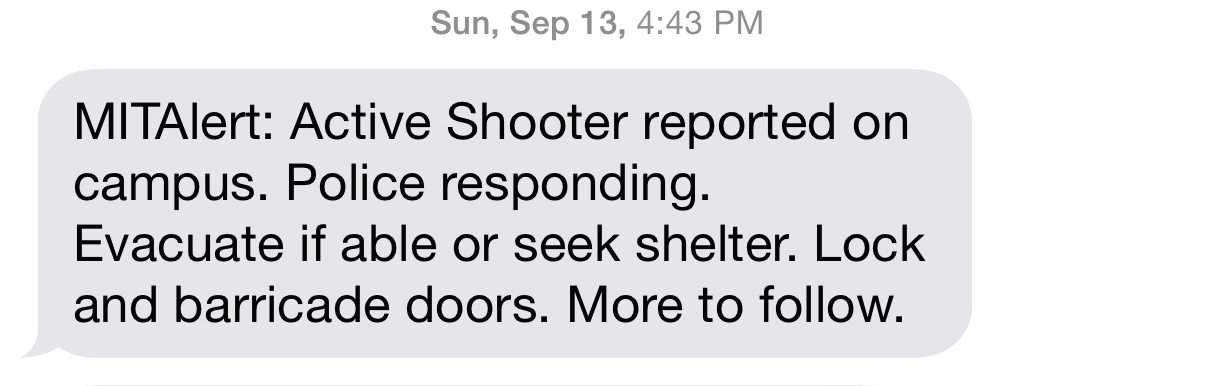 Sun, Sep 13, 4:43 PM
MITAlert: Active Shooter reported on
campus. Police responding.
Evacuate if able or seek shelter. Lock
and barricade doors. More to follow.